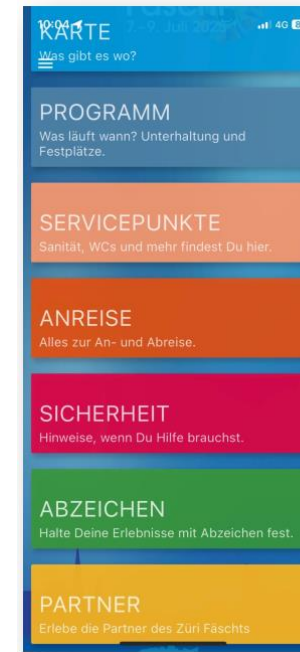 10:04
4G
7.–9. Juli 2023
KARTE
Was gibt es wo?
PROGRAMM
Was läuft wann? Unterhaltung und
Festplätze.
SERVICEPUNKTE
Sanität, WCs und mehr findest Du hier.
ANREISE
Alles zur An- und Abreise.
SICHERHEIT
Hinweise, wenn Du Hilfe brauchst.
ABZEICHEN
Halte Deine Erlebnisse mit Abzeichen fest.
PARTNER
Erlebe die Partner des Züri Fäschts